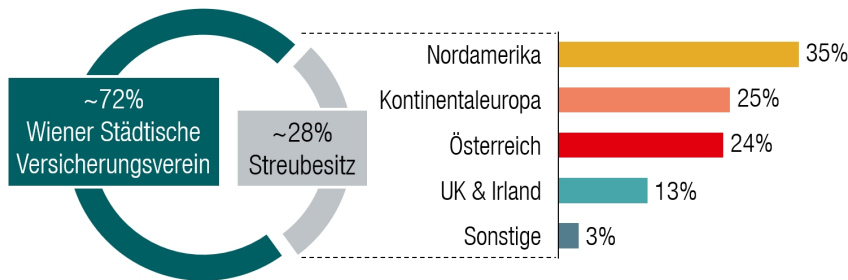 ~72%
Wiener Städtische
Versicherungsverein
~28%
Streubesitz
Nordamerika 35%
Kontinentaleuropa 25%
Österreich 24%
UK & Irland 13%
Sonstige 3%